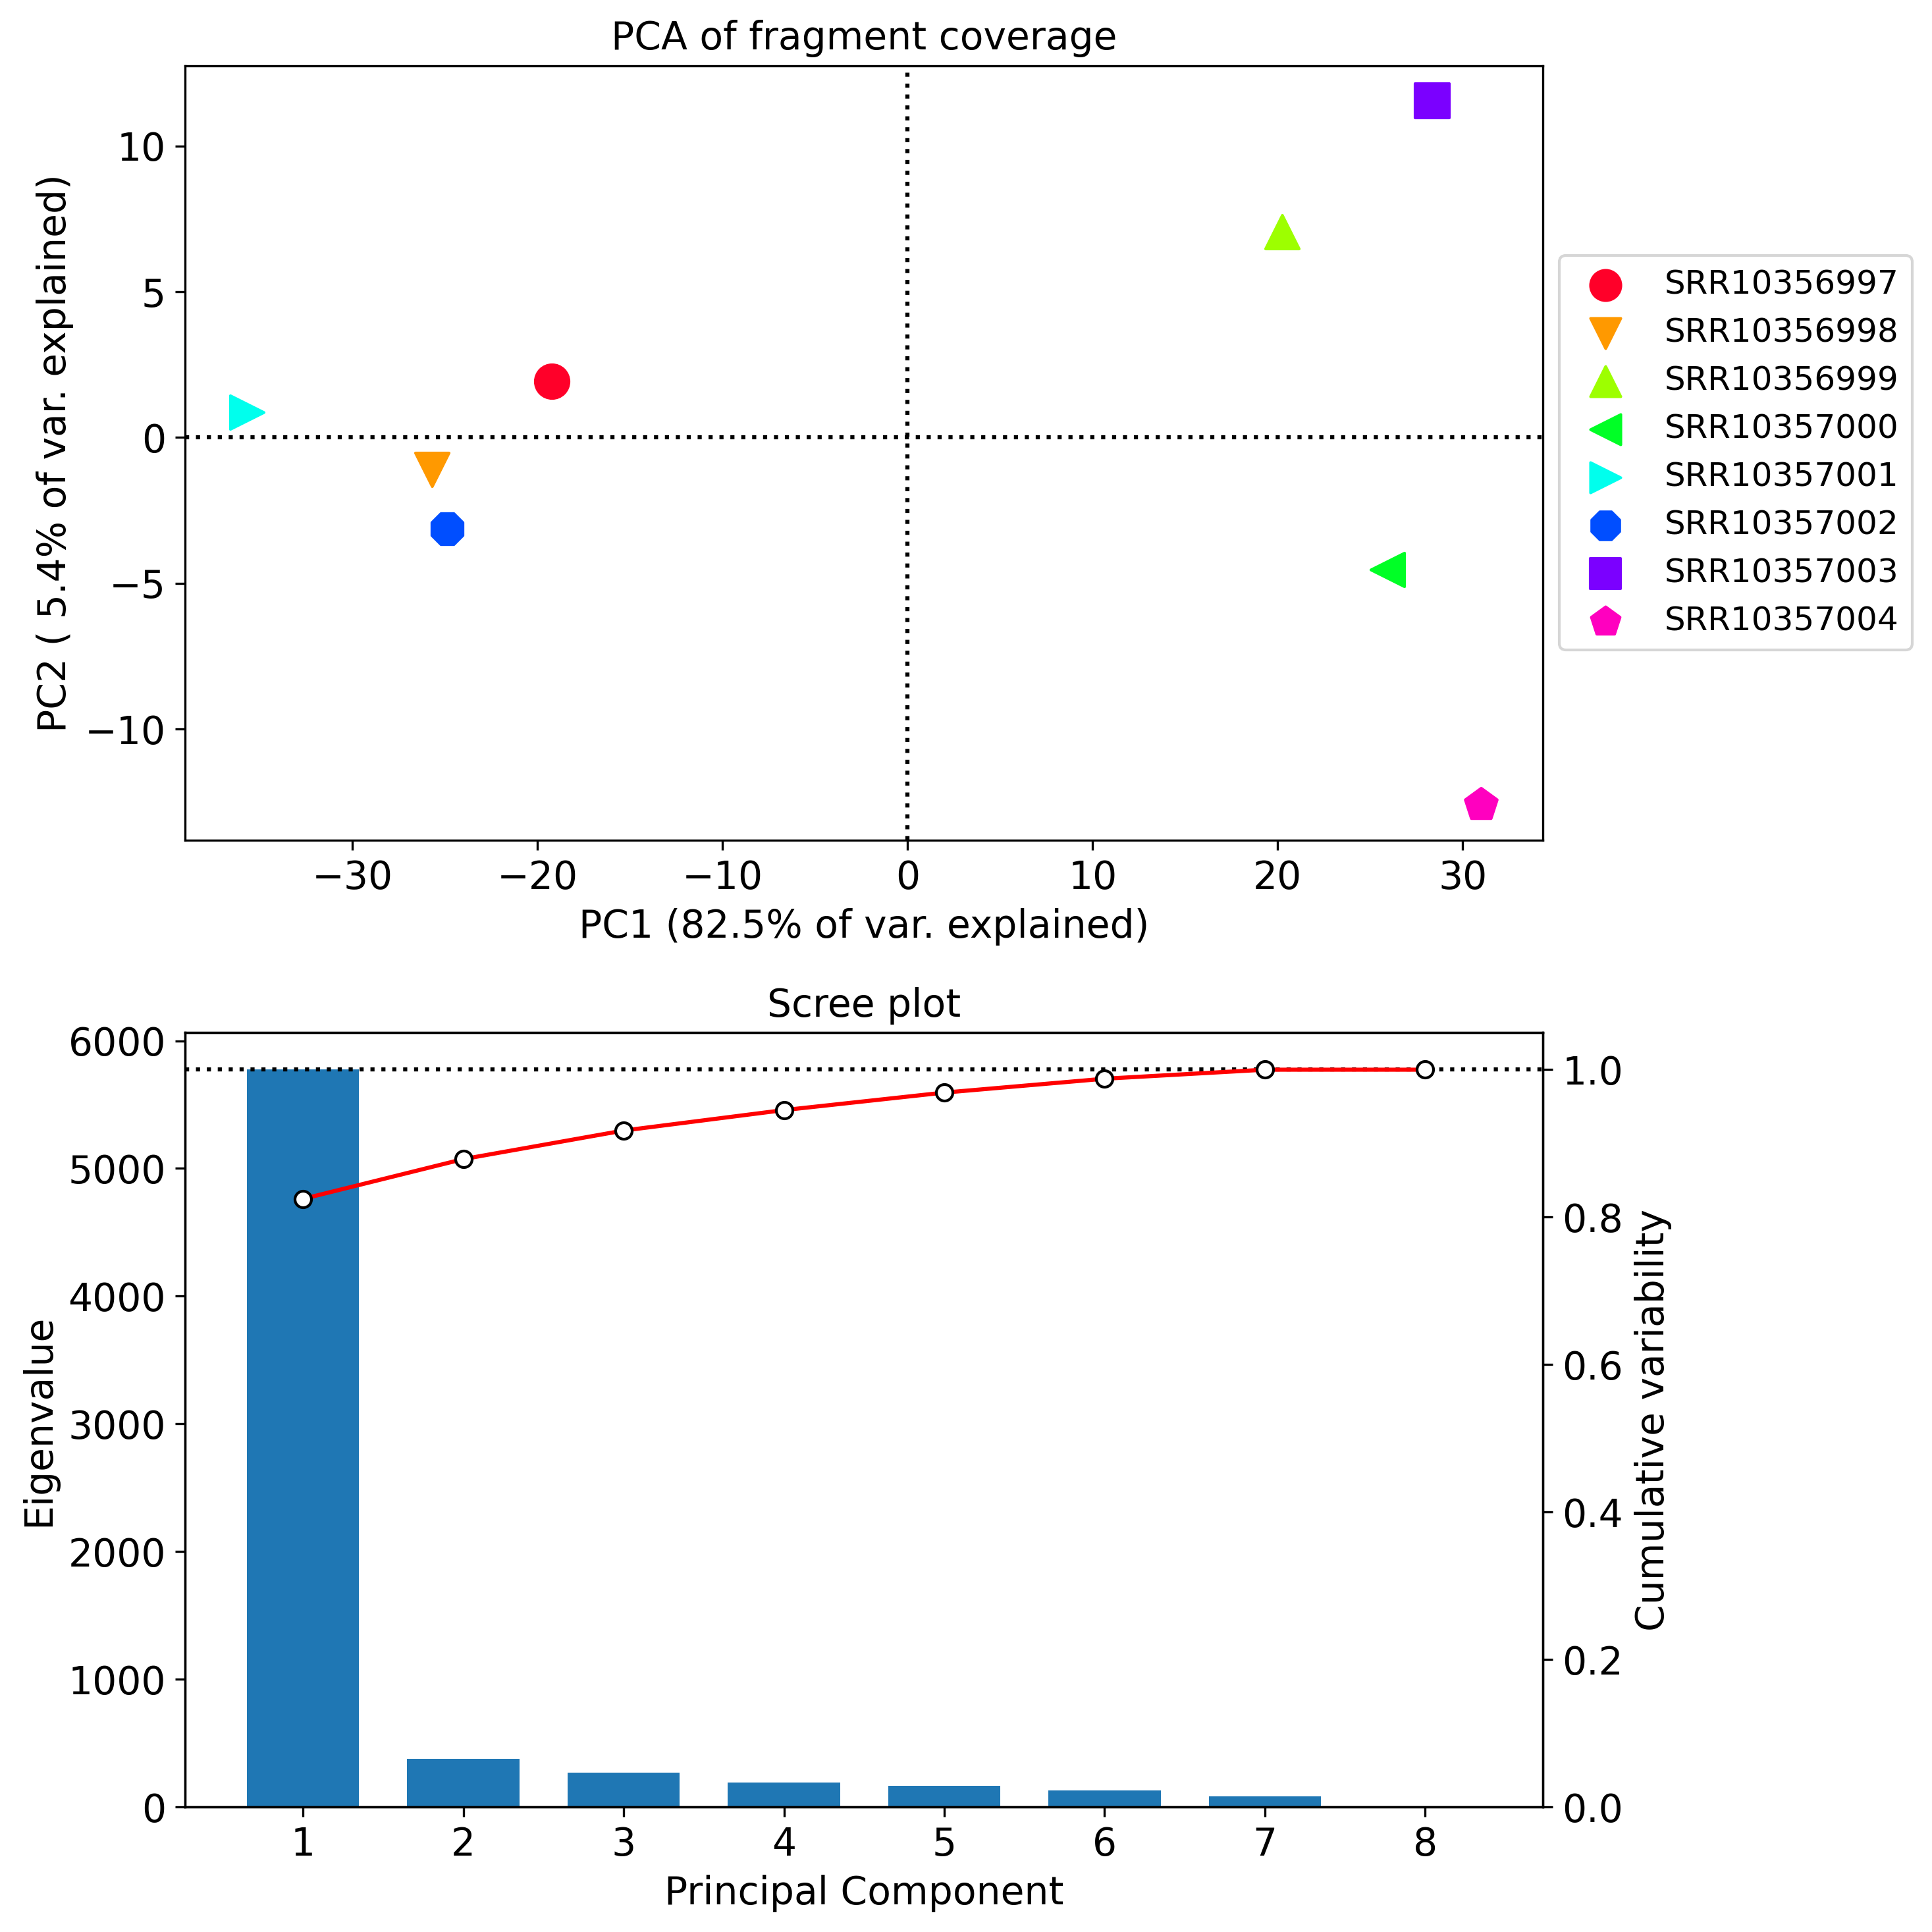 PCA of fragment coverage
PC2 ( 5.4% of var. explained)
10
5
0
−5
−10
−30
−20
−10
0
10
20
30
PC1 (82.5% of var. explained)
SRR10356997
SRR10356998
SRR10356999
SRR10357000
SRR10357001
SRR10357002
SRR10357003
SRR10357004
Scree plot
Eigenvalue
6000
5000
4000
3000
2000
1000
0
1
2
3
4
5
6
7
8
Principal Component
1.0
0.8
0.6
0.4
0.2
0.0
Cumulative variability